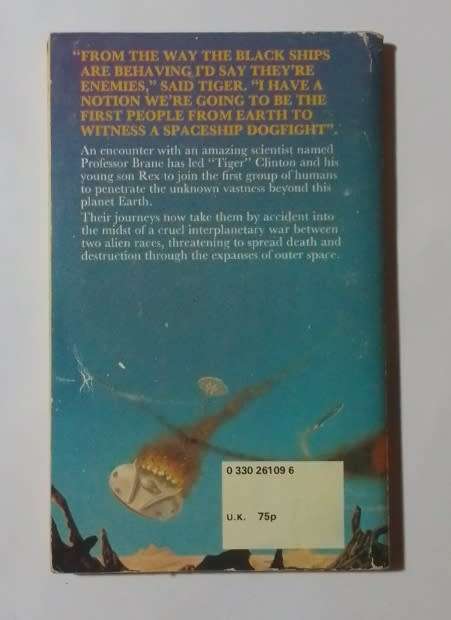 “FROM THE WAY THE BLACK SHIPS
ARE BEHAVING I'D SAY THEY'RE
ENEMIES,” SAID TIGER. “I HAVE A
NOTION WE'RE GOING TO BE THE
FIRST PEOPLE FROM EARTH TO
WITNESS A SPACESHIP DOGFIGHT”.
An encounter with an amazing scientist named
Professor Brane has led “Tiger” Clinton and his
young son Rex to join the first group of humans
to penetrate the unknown vastness beyond this
planet Earth.
Their journeys now take them by accident into
the midst of a cruel interplanetary war between
two alien races, threatening to spread death and
destruction through the expanses of outer space.
0 330 26109 6
U.K. 75p